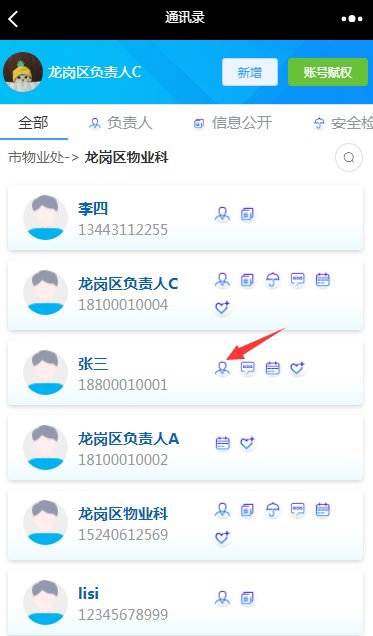 通讯录
龙岗区负责人C
新增
账号赋权
全部
负责人
信息公开
安全检
市物业处-> 龙岗区物业科
李四
13443112255
龙岗区负责人C
18100010004
张三
18800010001
龙岗区负责人A
18100010002
龙岗区物业科
15240612569
lisi
12345678999